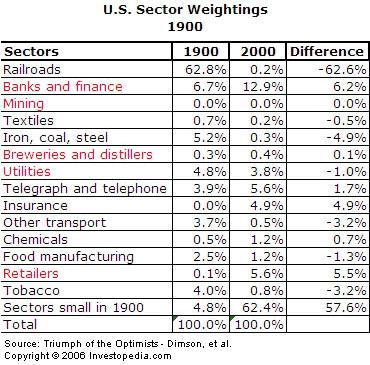 U.S. Sector Weightings
1900
Sectors 1900 2000 Difference
Railroads 62.8% 0.2% -62.6%
Banks and finance 6.7% 12.9% 6.2%
Mining 0.0% 0.0% 0.0%
Textiles 0.7% 0.2% -0.5%
Iron, coal, steel 5.2% 0.3% -4.9%
Breweries and distillers 0.3% 0.4% 0.1%
Utilities 4.8% 3.8% -1.0%
Telegraph and telephone 3.9% 5.6% 1.7%
Insurance 0.0% 4.9% 4.9%
Other transport 3.7% 0.5% -3.2%
Chemicals 0.5% 1.2% 0.7%
Food manufacturing 2.5% 1.2% -1.3%
Retailers 0.1% 5.6% 5.5%
Tobacco 4.0% 0.8% -3.2%
Sectors small in 1900 4.8% 62.4% 57.6%
Total 100.0% 100.0%
Source: Triumph of the Optimists - Dimson, et al.
Copyright © 2006 Investopedia.com